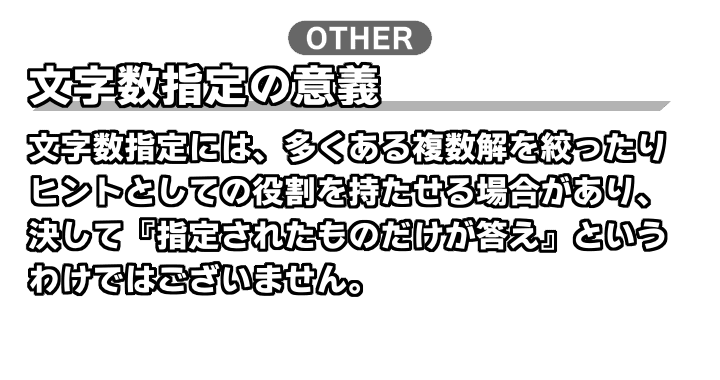 OTHER
文字数指定の意義
文字数指定には、多くある複数解を絞ったり
ヒントとしての役割を持たせる場合があり、
決して『指定されたものだけが答え』という
わけではございません。